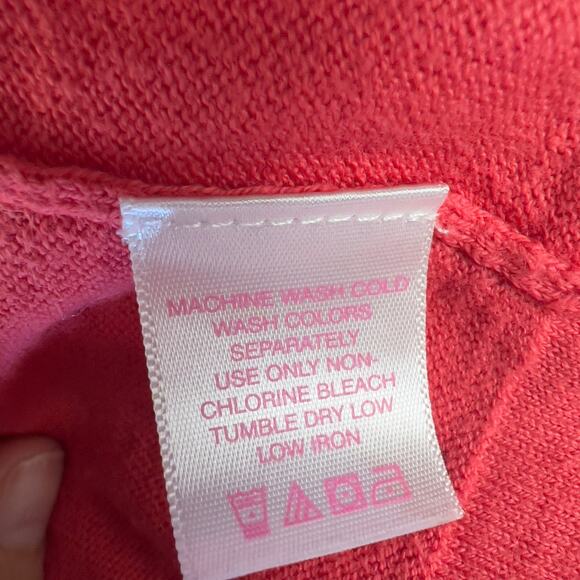 MACHINE WASH COLD
WASH COLORS
SEPARATELY
USE ONLY NON-
CHLORINE BLEACH
TUMBLE DRY LOW
LOW IRON